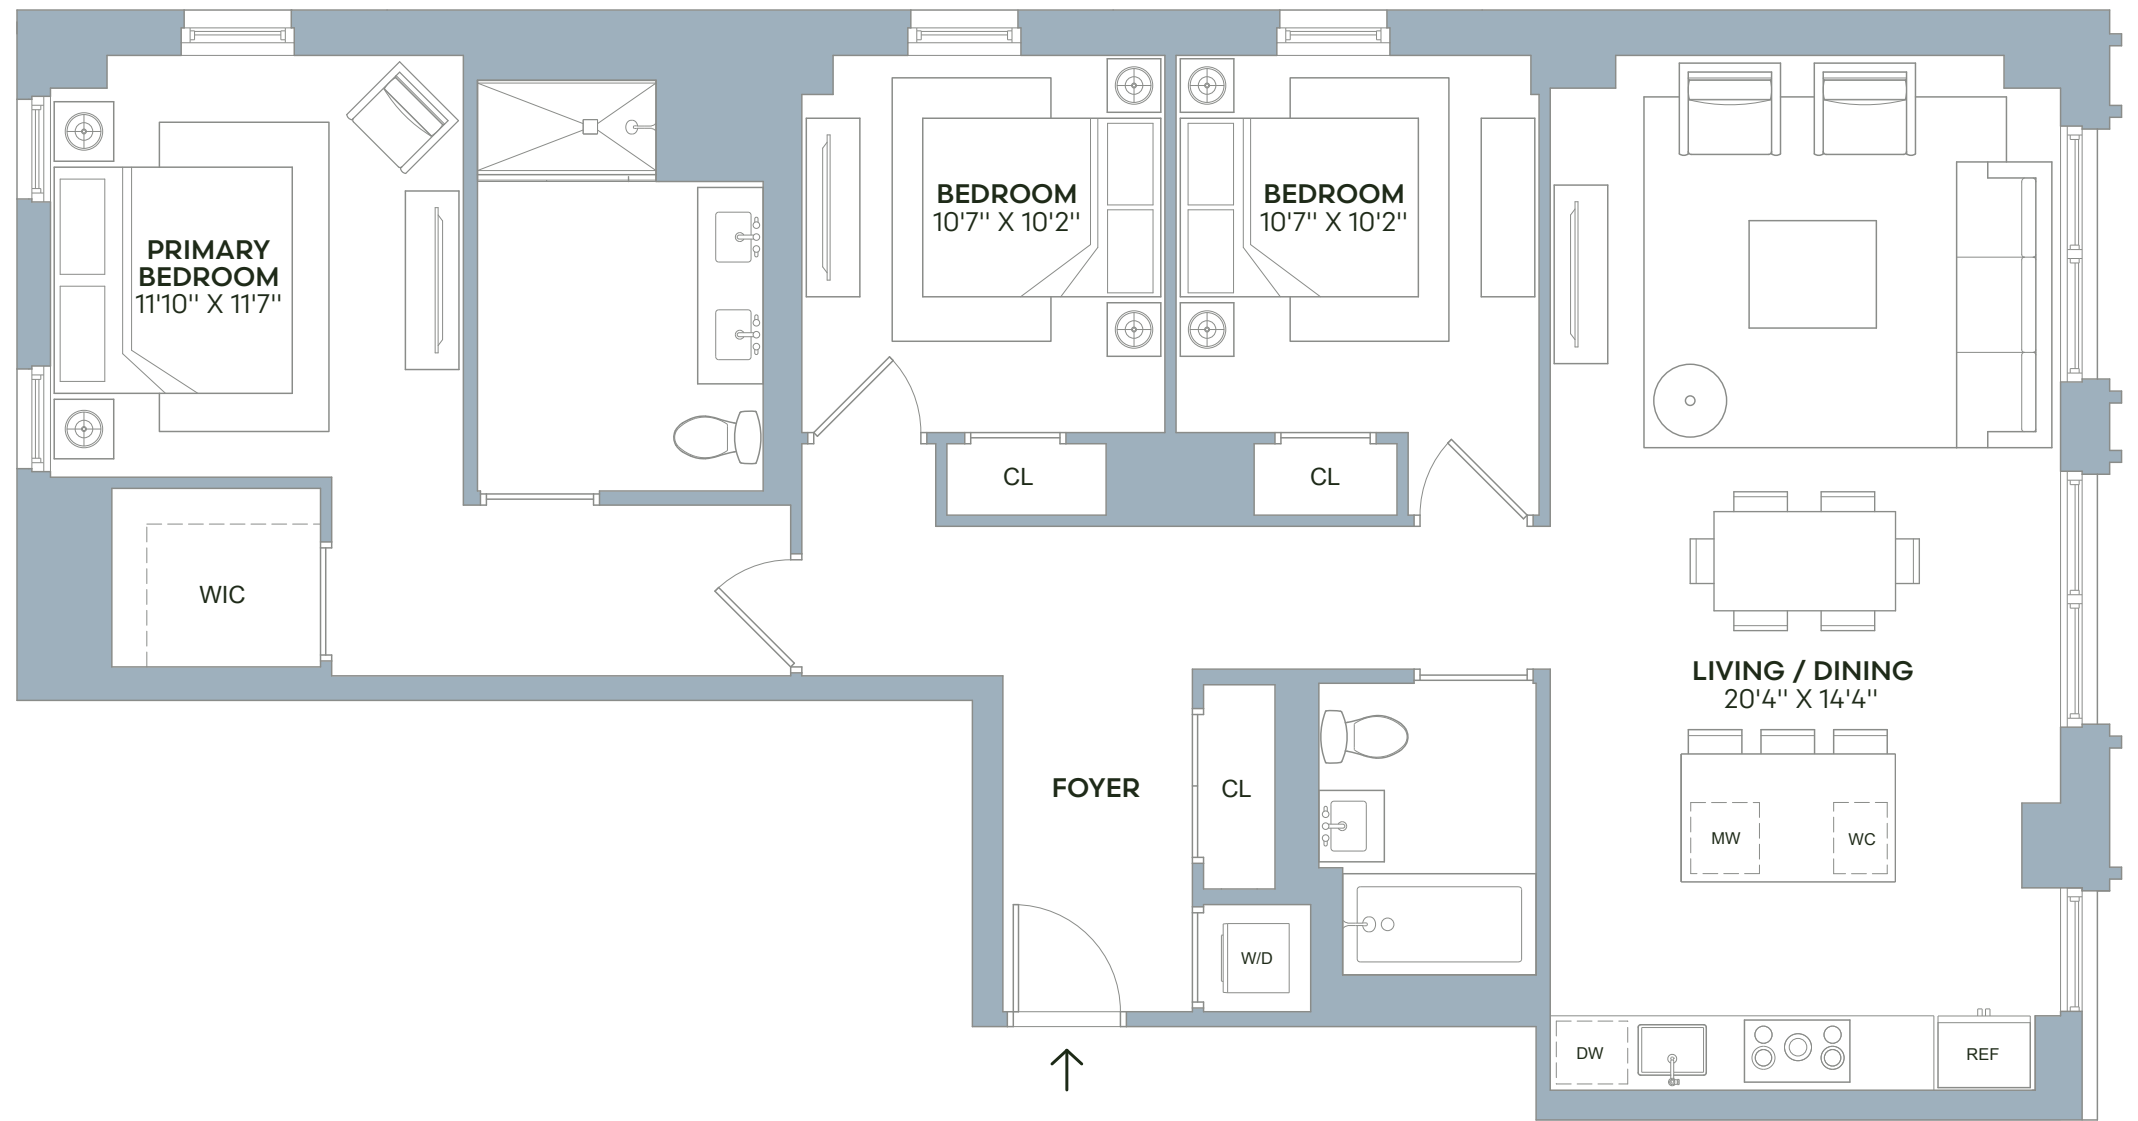 PRIMARY
BEDROOM
11'10" X 11'7"
BEDROOM
10'7" X 10'2"
BEDROOM
10'7" X 10'2"
CL
CL
WIC
LIVING / DINING
20'4" X 14'4"
FOYER
CL
MW
WC
W/D
DW
REF